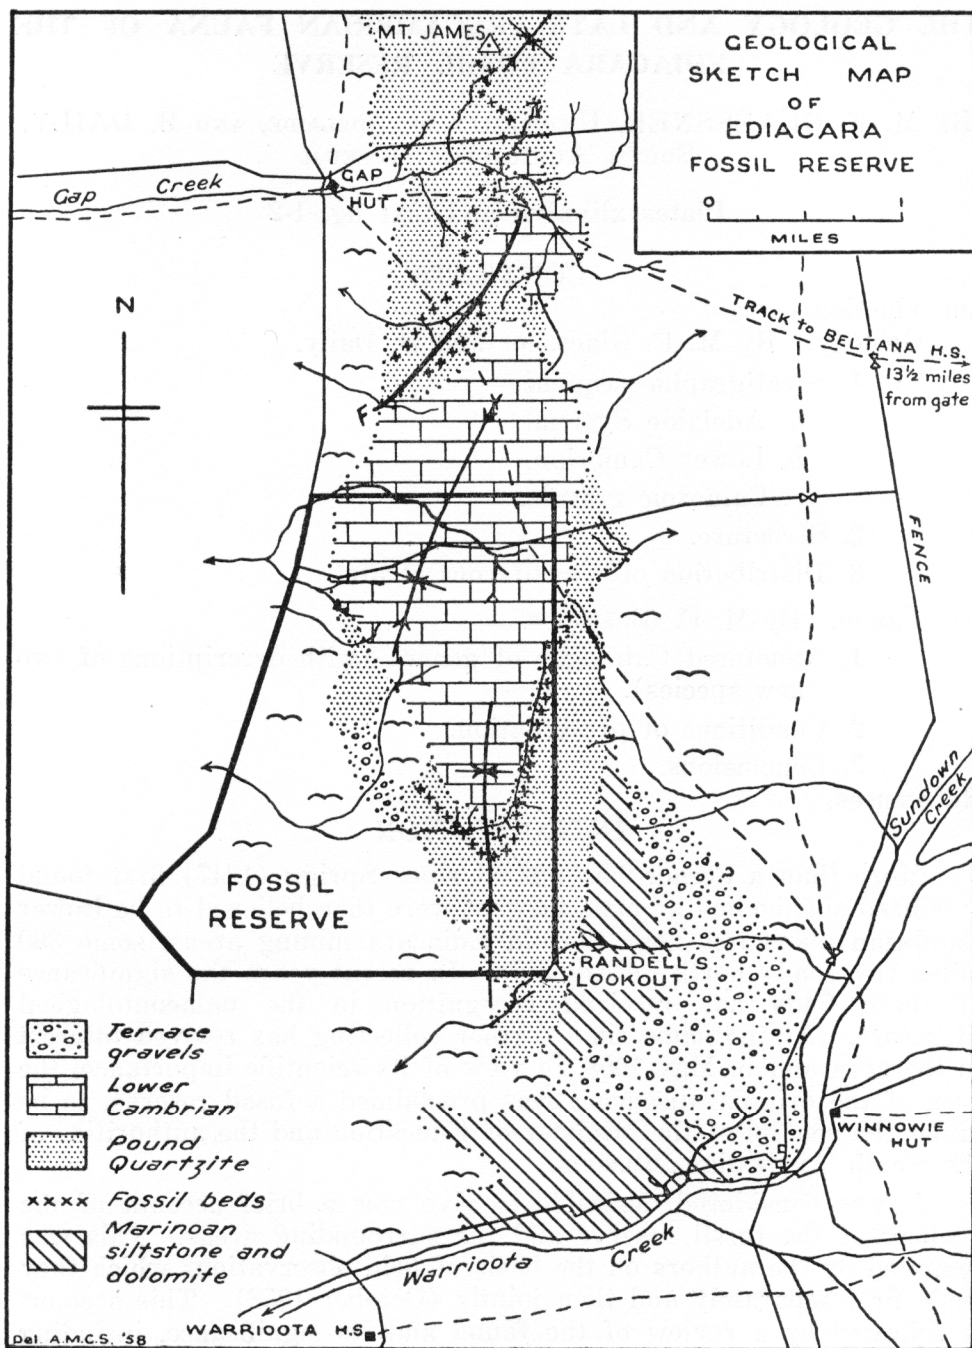 MT. JAMES
GEOLOGICAL
SKETCH MAP
OF
EDIACARA
FOSSIL RESERVE
0
MILES
GAP
HUT
Gap Creek
N
TRACK to BELTANA H.S.
13½ miles
from gate
F
FENCE
Sundown
Creek
FOSSIL
RESERVE
RANDELL'S
LOOKOUT
Terrace
gravels
Lower
Cambrian
Pound
Quartzite
xxxx Fossil beds
Marinoan
siltstone and
dolomite
WINNOWIE
HUT
Warrioota Creek
WARRIOOTA H.S.
Del. A.M.C.S. '58